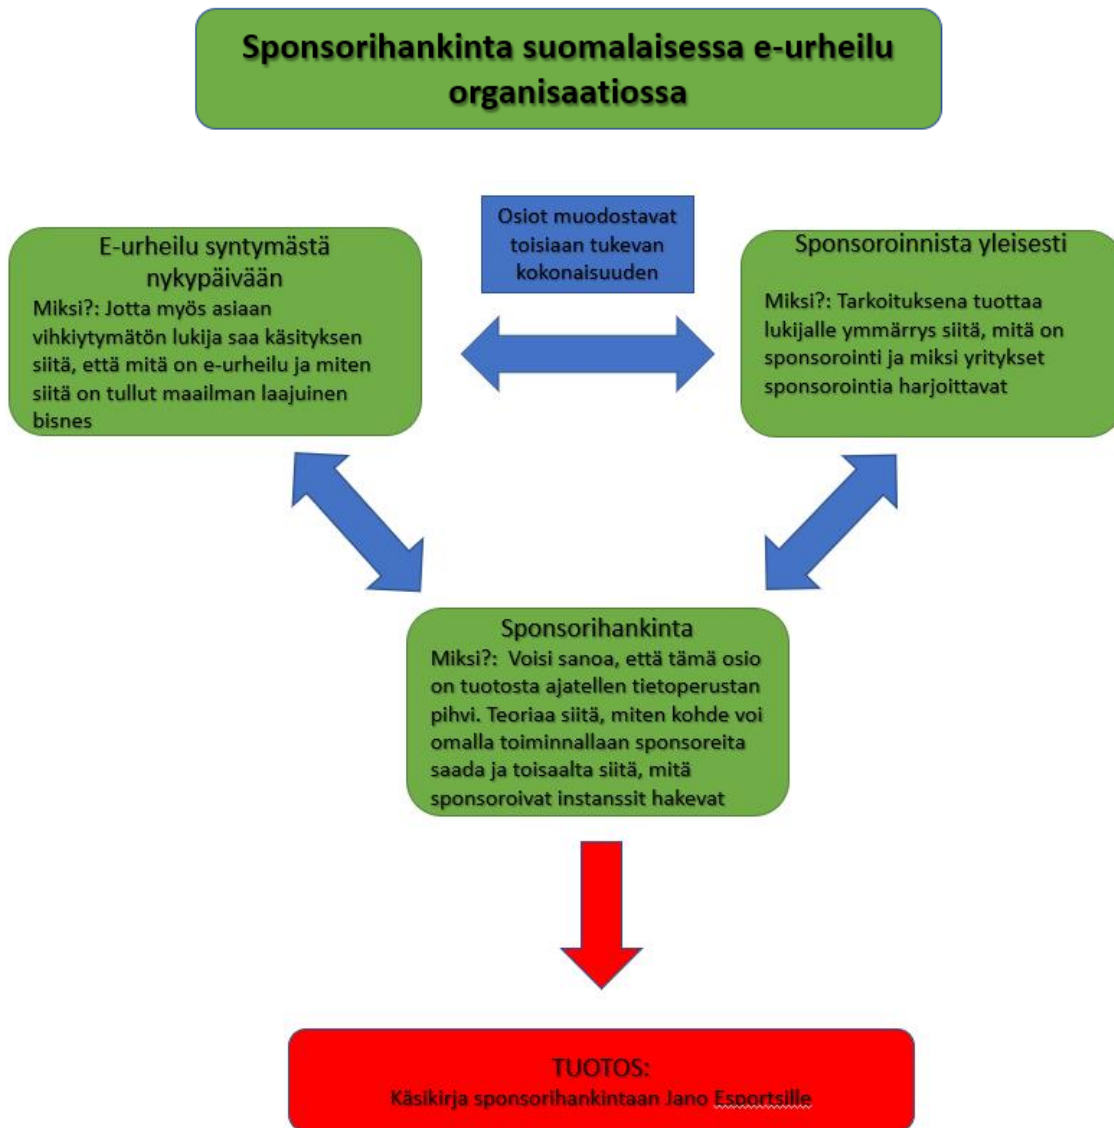 Sponsorihankinta suomalaisessa e-urheilu
organisaatiossa
Osiot muodostavat
toisiaan tukevan
kokonaisuuden
E-urheilu syntymästä
nykypäivään
Miksi?: Jotta myös asiaan
vihkiytymätön lukija saa käsityksen
siitä, että mitä on e-urheilu ja miten
siitä on tullut maailman laajuinen
bisnes
Sponsoroinnista yleisesti
Miksi?: Tarkoituksena tuottaa
lukijalle ymmärrys siitä, mitä on
sponsorointi ja miksi yritykset
sponsorointia harjoittavat
Sponsorihankinta
Miksi?: Voisi sanoa, että tämä osio
on tuotosta ajatellen tietoperustan
pihvi. Teoriaa siitä, miten kohde voi
omalla toiminnallaan sponsoreita
saada ja toisaalta siitä, mitä
sponsoroivat instanssit hakevat
TUOTOS:
Käsikirja sponsorihankintaan Jano Esportsille